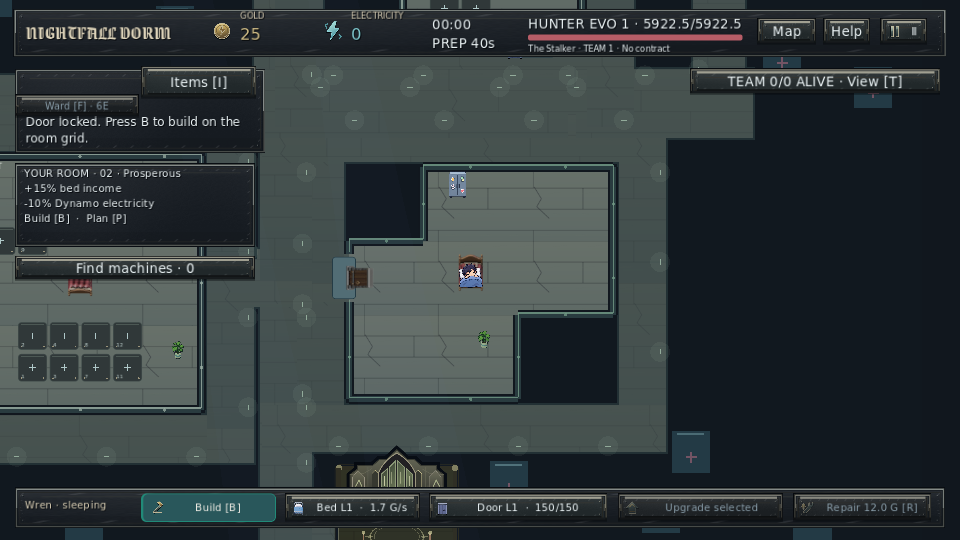 NIGHTFALL DORM
GOLD
25
ELECTRICITY
0
00:00
PREP 40s
HUNTER EVO 1 · 5922.5/5922.5
The Stalker · TEAM 1 · No contract
Map
Help
Items [I]
TEAM 0/0 ALIVE · View [T]
Ward [F] · 6E
Door locked. Press B to build on the
room grid.
YOUR ROOM · 02 · Prosperous
+15% bed income
-10% Dynamo electricity
Build [B] · Plan [P]
Find machines · 0
Wren · sleeping
Build [B]
Bed L1 · 1.7 G/s
Door L1 · 150/150
Upgrade selected
Repair 12.0 G [R]